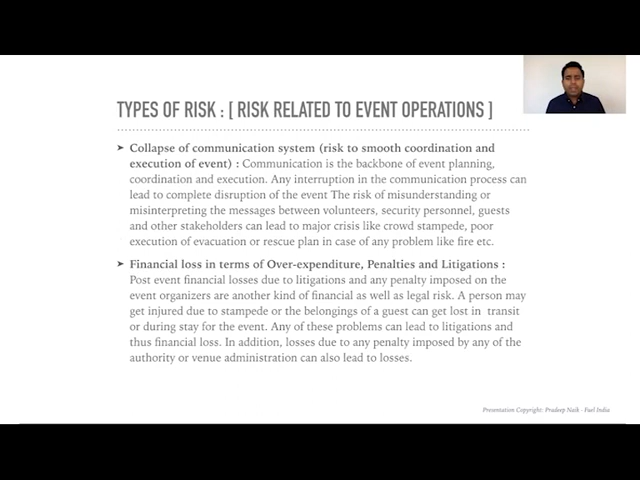 TYPES OF RISK : [ RISK RELATED TO EVENT OPERATIONS ]
➤ Collapse of communication system (risk to smooth coordination and
execution of event) : Communication is the backbone of event planning,
coordination and execution. Any interruption in the communication process can
lead to complete disruption of the event The risk of misunderstanding or
misinterpreting the messages between volunteers, security personnel, guests
and other stakeholders can lead to major crisis like crowd stampede, poor
execution of evacuation or rescue plan in case of any problem like fire etc.
➤ Financial loss in terms of Over-expenditure, Penalties and Litigations :
Post event financial losses due to litigations and any penalty imposed on the
event organizers are another kind of financial as well as legal risk. A person may
get injured due to stampede or the belongings of a guest can get lost in transit
or during stay for the event. Any of these problems can lead to litigations and
thus financial loss. In addition, losses due to any penalty imposed by any of the
authority or venue administration can also lead to losses.
Presentation Copyright: Pradeep Naik - Fuel India